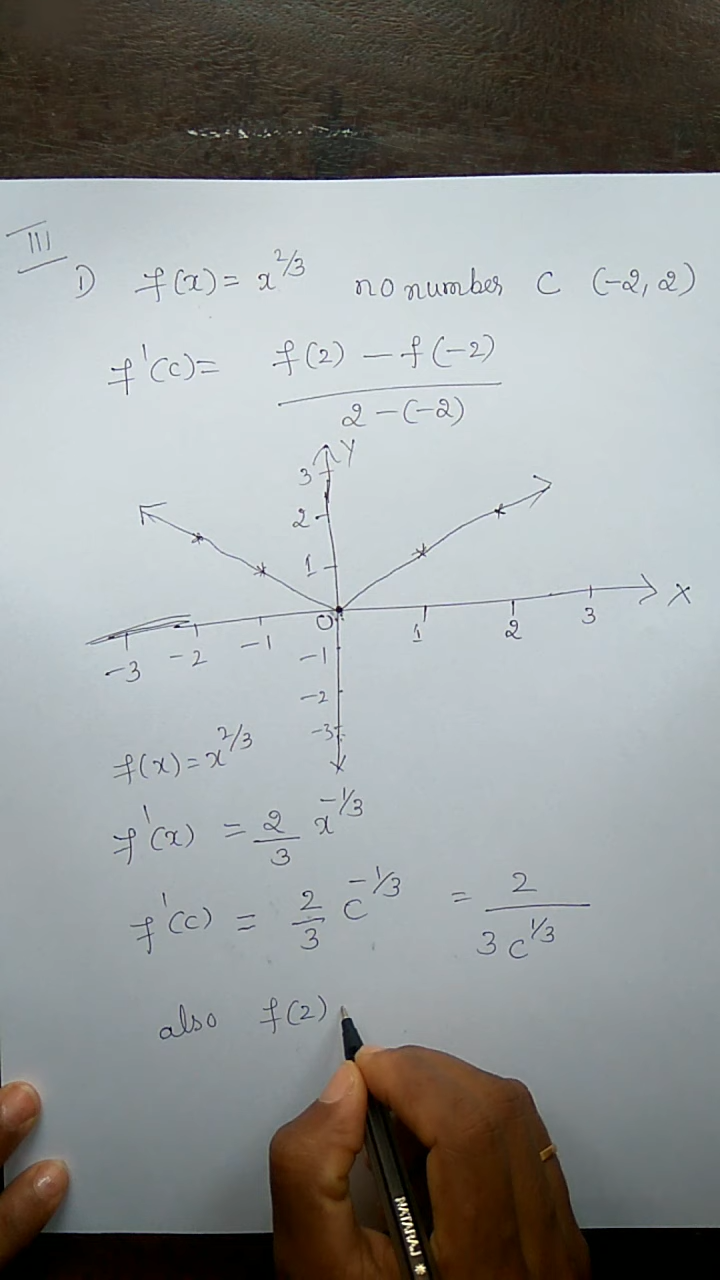 III
1) f(x) = x^2/3 no number C (-2, 2)
f'(c) = f(2) - f(-2) / 2 - (-2)
Y
3
2
1
0
-3 -2 -1 1 2 3 X
-1
-2
-3
f(x) = x^2/3
f'(x) = 2/3 x^-1/3
f'(c) = 2/3 c^-1/3 = 2 / 3 c^1/3
also f(2)
NATARAJ